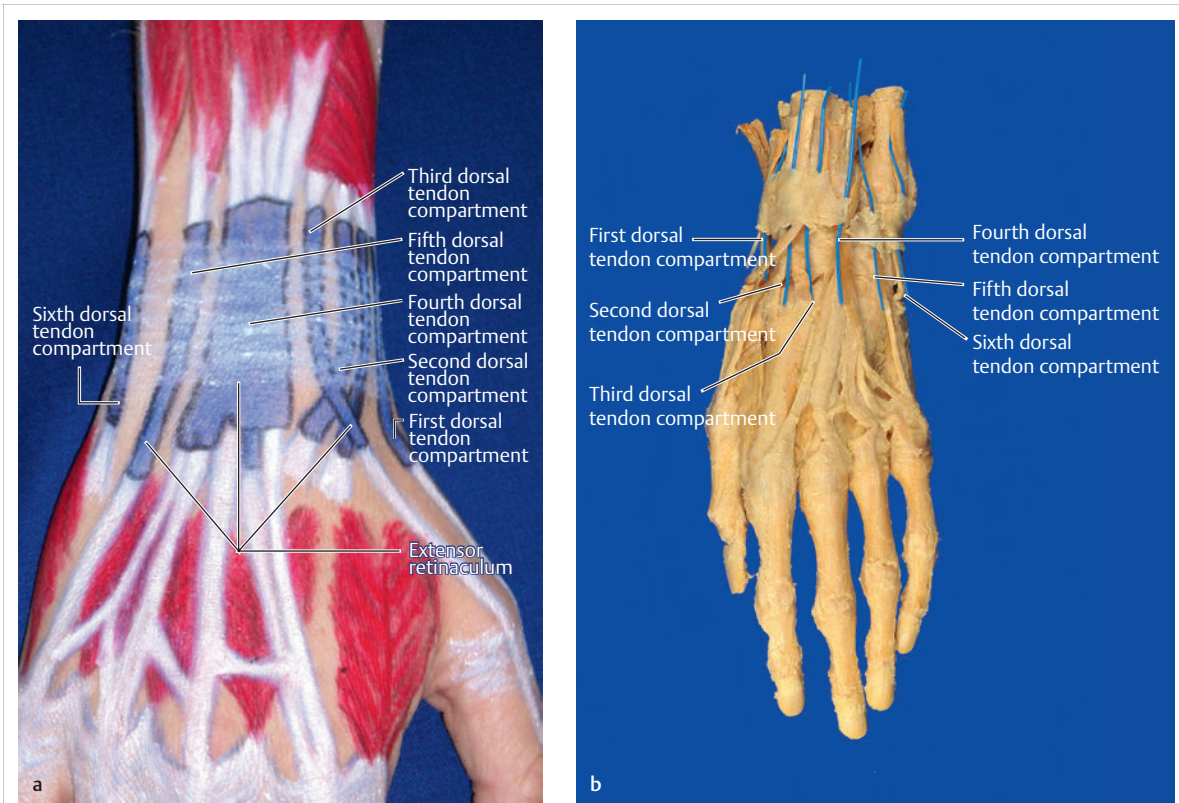 Third dorsal
tendon
compartment
Fifth dorsal
tendon
compartment
Fourth dorsal
tendon
compartment
Sixth dorsal
tendon
compartment
Second dorsal
tendon
compartment
First dorsal
tendon
compartment
Extensor
retinaculum
a
First dorsal
tendon compartment
Second dorsal
tendon compartment
Third dorsal
tendon compartment
Fourth dorsal
tendon compartment
Fifth dorsal
tendon compartment
Sixth dorsal
tendon compartment
b